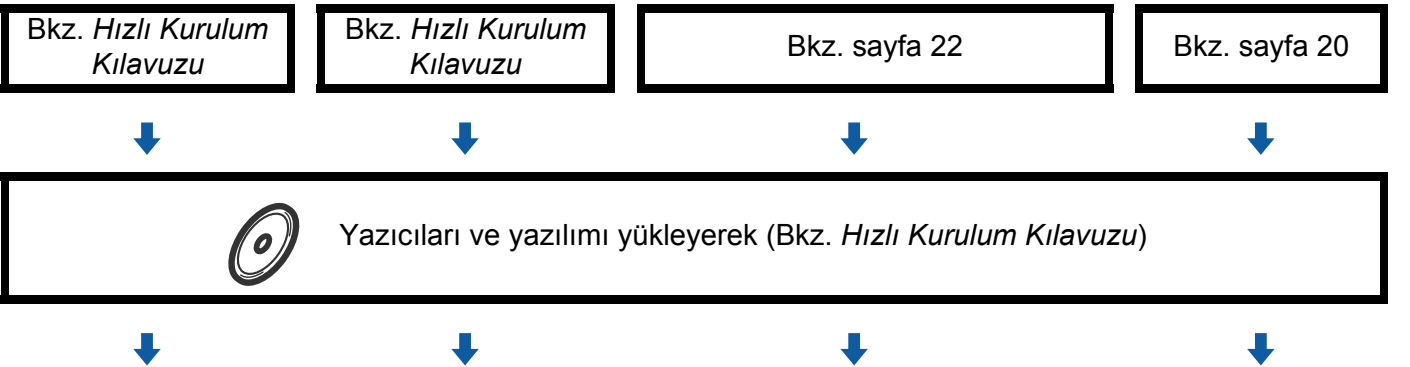 Bkz. Hızlı Kurulum
Kılavuzu
Bkz. Hızlı Kurulum
Kılavuzu
Bkz. sayfa 22
Bkz. sayfa 20
Yazıcıları ve yazılımı yükleyerek (Bkz. Hızlı Kurulum Kılavuzu)